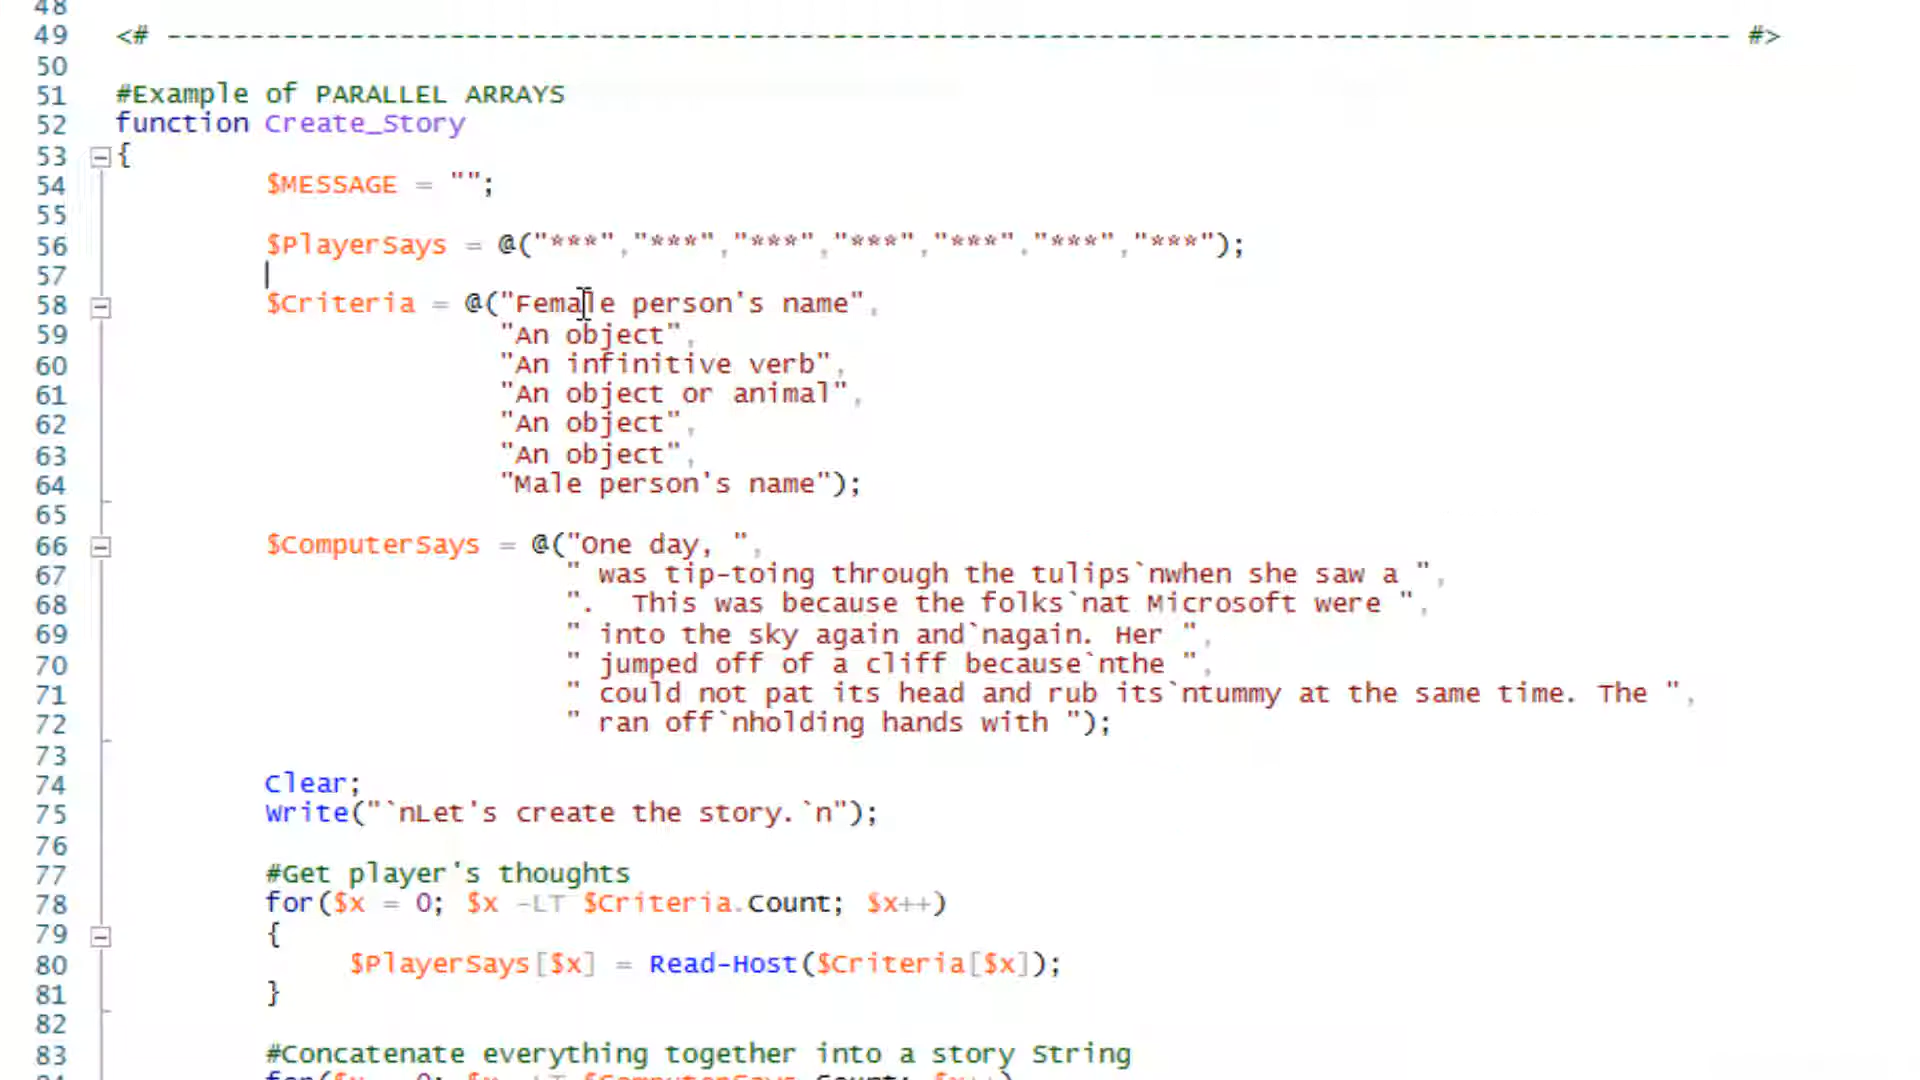 48
49 <# ---------------------------------------------------------------------------------------------- #>
50
51 #Example of PARALLEL ARRAYS
52 function Create_Story
53 {
54 $MESSAGE = "";
55
56 $PlayerSays = @("***","***","***","***","***","***","***");
57
58 $Criteria = @("Female person's name",
59 "An object",
60 "An infinitive verb",
61 "An object or animal",
62 "An object",
63 "An object",
64 "Male person's name");
65
66 $ComputerSays = @("One day, ",
67 " was tip-toing through the tulips`nwhen she saw a ",
68 ".  This was because the folks`nat Microsoft were ",
69 " into the sky again and`nagain. Her ",
70 " jumped off of a cliff because`nthe ",
71 " could not pat its head and rub its`ntummy at the same time. The ",
72 " ran off`nholding hands with ");
73
74 Clear;
75 Write("`nLet's create the story.`n");
76
77 #Get player's thoughts
78 for($x = 0; $x -LT $Criteria.Count; $x++)
79 {
80 $PlayerSays[$x] = Read-Host($Criteria[$x]);
81 }
82
83 #Concatenate everything together into a story String
for($x = 0; $x -LT $ComputerSays.Count; $x++)